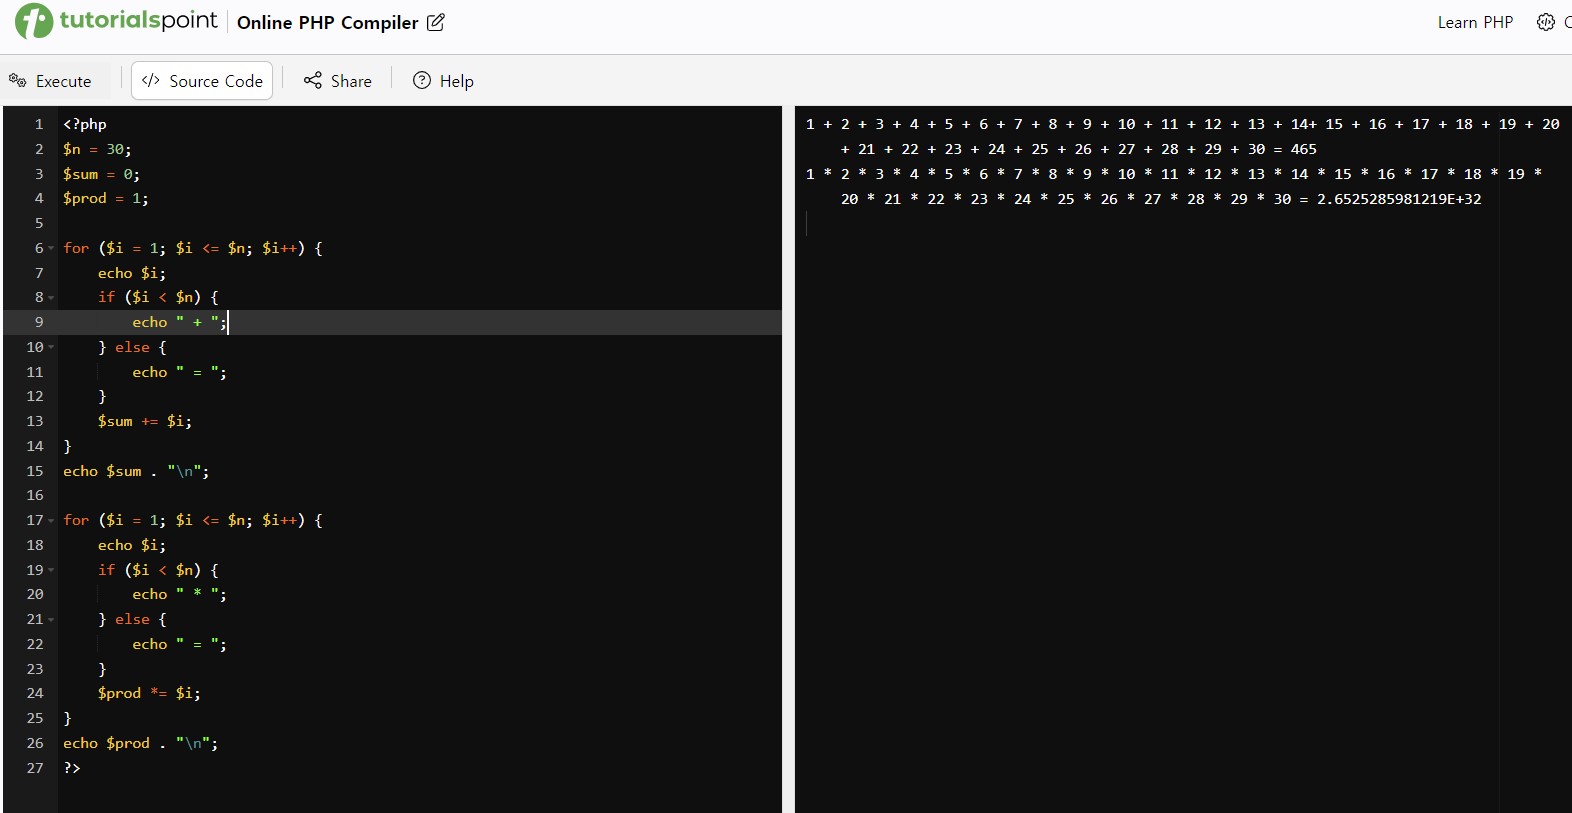 tutorialspoint Online PHP Compiler Learn PHP
Execute </> Source Code Share Help
1 <?php
2 $n = 30;
3 $sum = 0;
4 $prod = 1;
5
6 for ($i = 1; $i <= $n; $i++) {
7 echo $i;
8 if ($i < $n) {
9 echo " + ";
10 } else {
11 echo " = ";
12 }
13 $sum += $i;
14 }
15 echo $sum . "\n";
16
17 for ($i = 1; $i <= $n; $i++) {
18 echo $i;
19 if ($i < $n) {
20 echo " * ";
21 } else {
22 echo " = ";
23 }
24 $prod *= $i;
25 }
26 echo $prod . "\n";
27 ?>
1 + 2 + 3 + 4 + 5 + 6 + 7 + 8 + 9 + 10 + 11 + 12 + 13 + 14+ 15 + 16 + 17 + 18 + 19 + 20
+ 21 + 22 + 23 + 24 + 25 + 26 + 27 + 28 + 29 + 30 = 465
1 * 2 * 3 * 4 * 5 * 6 * 7 * 8 * 9 * 10 * 11 * 12 * 13 * 14 * 15 * 16 * 17 * 18 * 19 *
20 * 21 * 22 * 23 * 24 * 25 * 26 * 27 * 28 * 29 * 30 = 2.6525285981219E+32